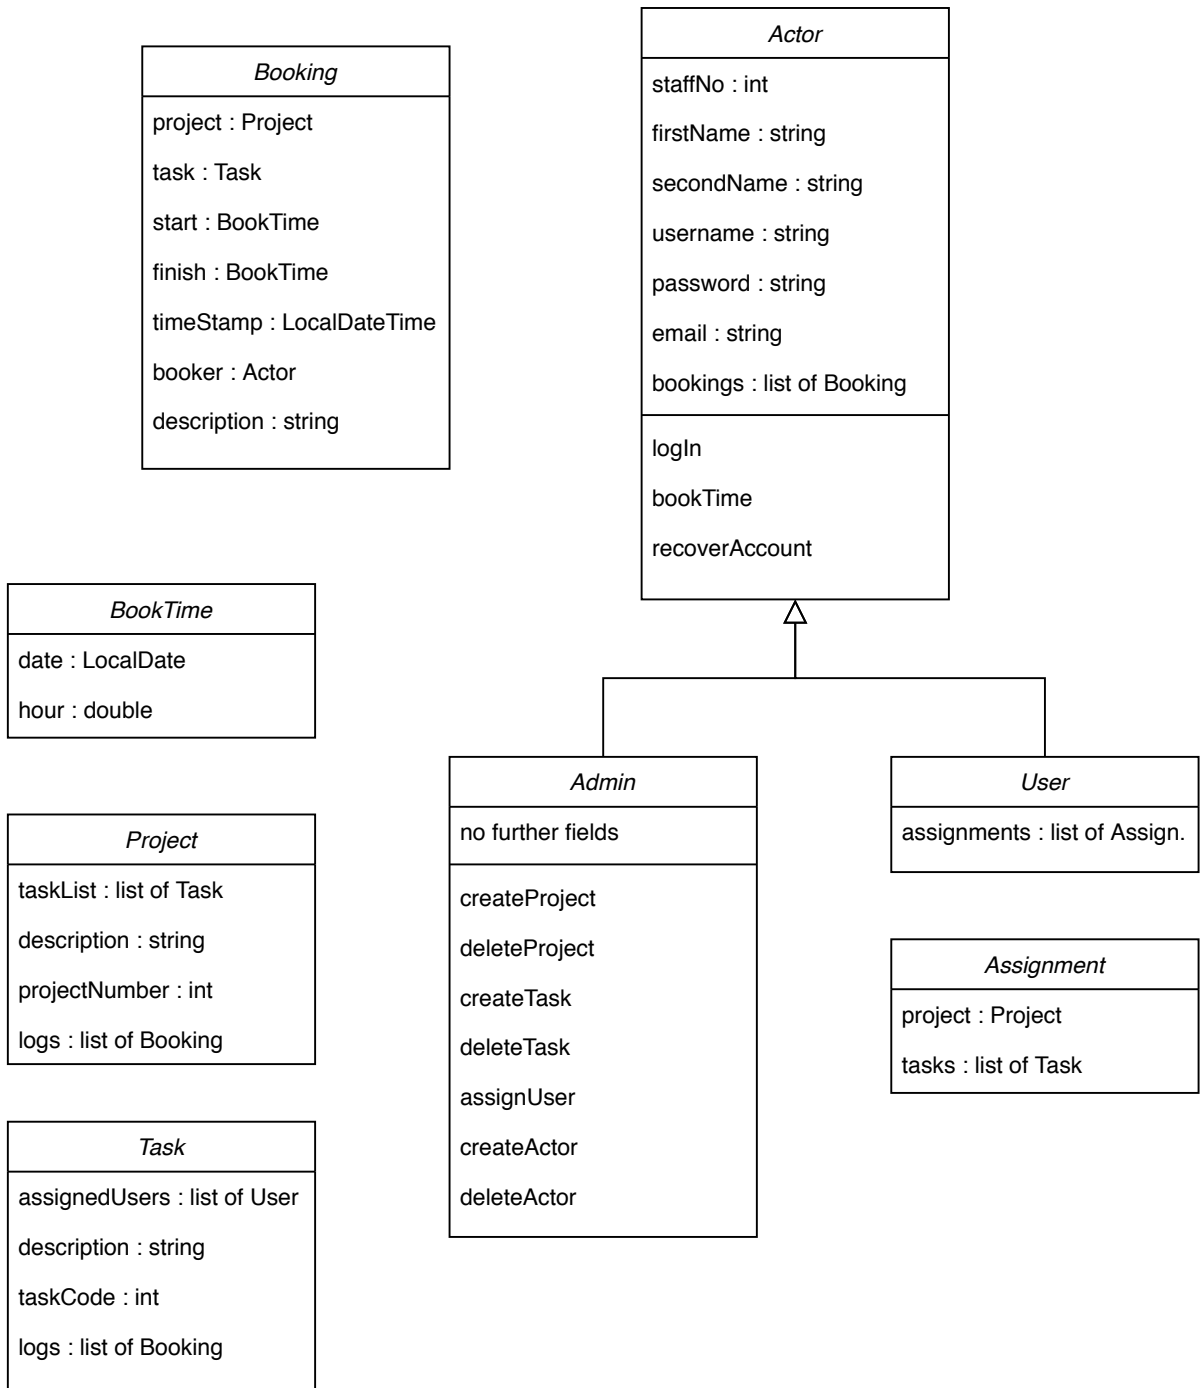 Booking
project : Project
task : Task
start : BookTime
finish : BookTime
timeStamp : LocalDateTime
booker : Actor
description : string
Actor
staffNo : int
firstName : string
secondName : string
username : string
password : string
email : string
bookings : list of Booking
logIn
bookTime
recoverAccount
BookTime
date : LocalDate
hour : double
Project
taskList : list of Task
description : string
projectNumber : int
logs : list of Booking
Task
assignedUsers : list of User
description : string
taskCode : int
logs : list of Booking
Admin
no further fields
createProject
deleteProject
createTask
deleteTask
assignUser
createActor
deleteActor
User
assignments : list of Assign.
Assignment
project : Project
tasks : list of Task